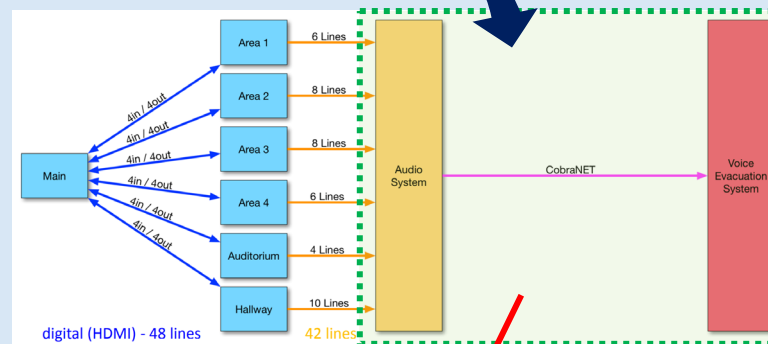 Main
4in / 4out
4in / 4out
4in / 4out
4in / 4out
4in / 4out
4in / 4out
Area 1
Area 2
Area 3
Area 4
Auditorium
Hallway
6 Lines
8 Lines
8 Lines
6 Lines
4 Lines
10 Lines
Audio
System
CobraNET
Voice
Evacuation
System
digital (HDMI) - 48 lines
42 lines